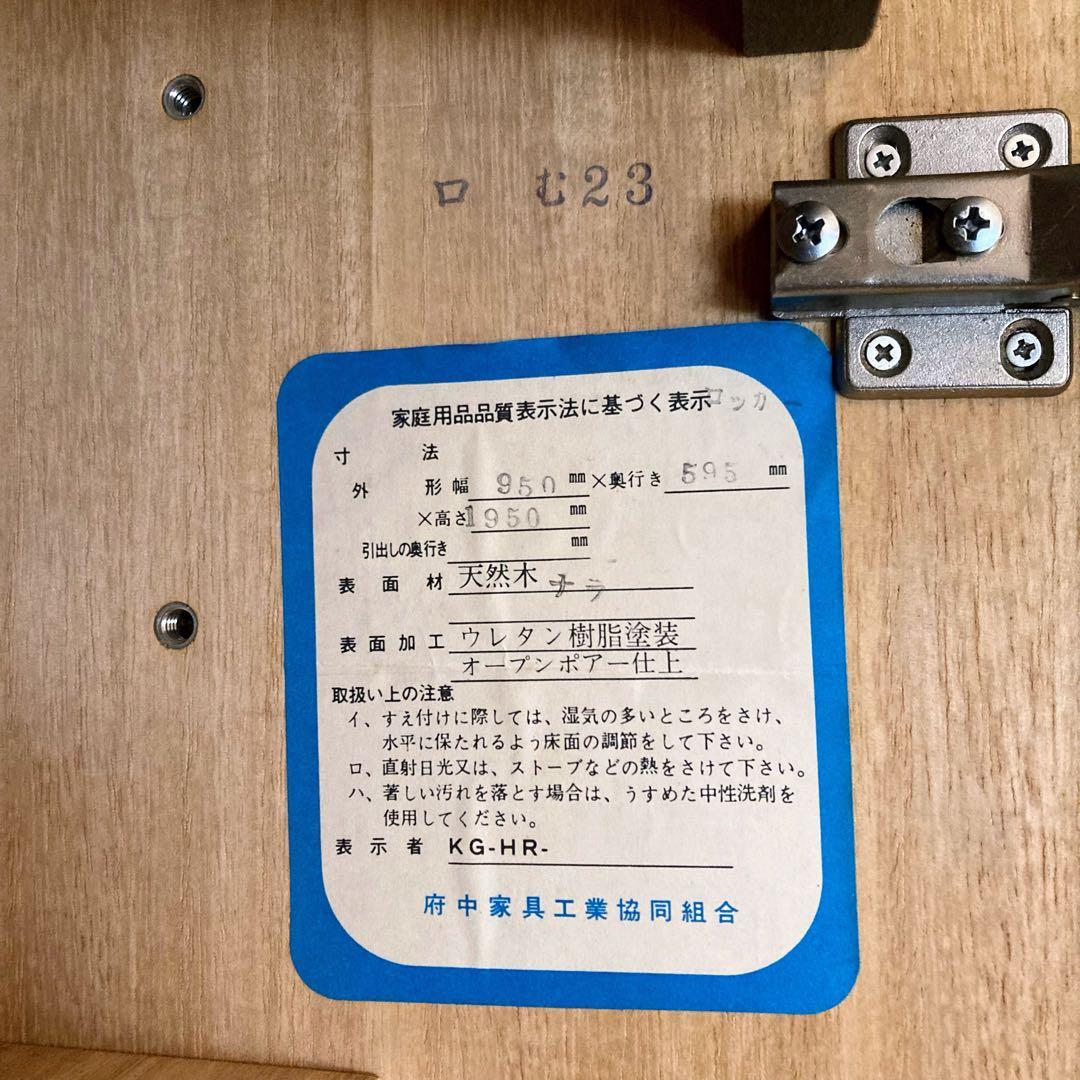 ロ む23
家庭用品品質表示法に基づく表示 ロッカー
寸法
外形 幅 950 mm ×奥行き 595 mm
×高さ 1950 mm
引出しの奥行き mm
表面材 天然木 ナラ
表面加工 ウレタン樹脂塗装
オープンポアー仕上
取扱い上の注意
イ、すえ付けに際しては、湿気の多いところをさけ、
水平に保たれるよう床面の調節をして下さい。
ロ、直射日光又は、ストーブなどの熱をさけて下さい。
ハ、著しい汚れを落とす場合は、うすめた中性洗剤を
使用してください。
表示者 KG-HR-
府中家具工業協同組合